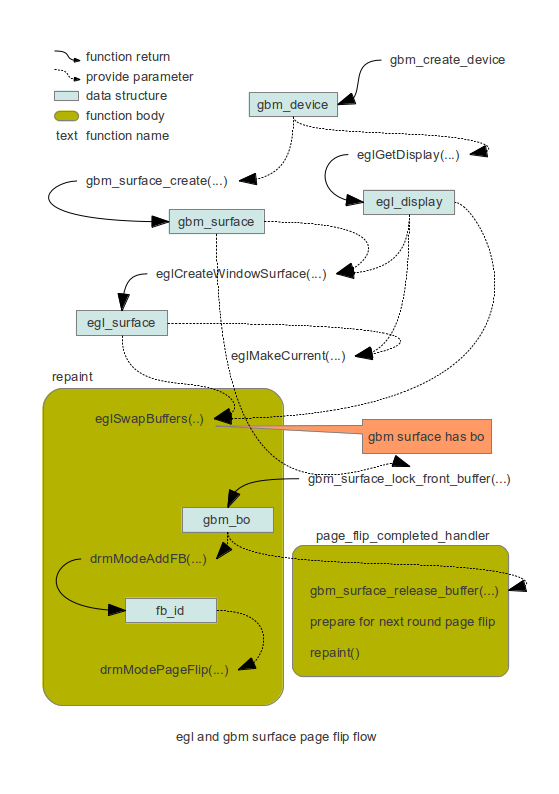 function return
gbm_create_device
provide parameter
data structure
gbm_device
function body
text function name
eglGetDisplay(...)
gbm_surface_create(...)
egl_display
gbm_surface
eglCreateWindowSurface(...)
egl_surface
eglMakeCurrent(...)
repaint
eglSwapBuffers(..)
gbm surface has bo
gbm_surface_lock_front_buffer(...)
gbm_bo
page_flip_completed_handler
drmModeAddFB(...)
gbm_surface_release_buffer(...)
fb_id
prepare for next round page flip
repaint()
drmModePageFlip(...)
egl and gbm surface page flip flow